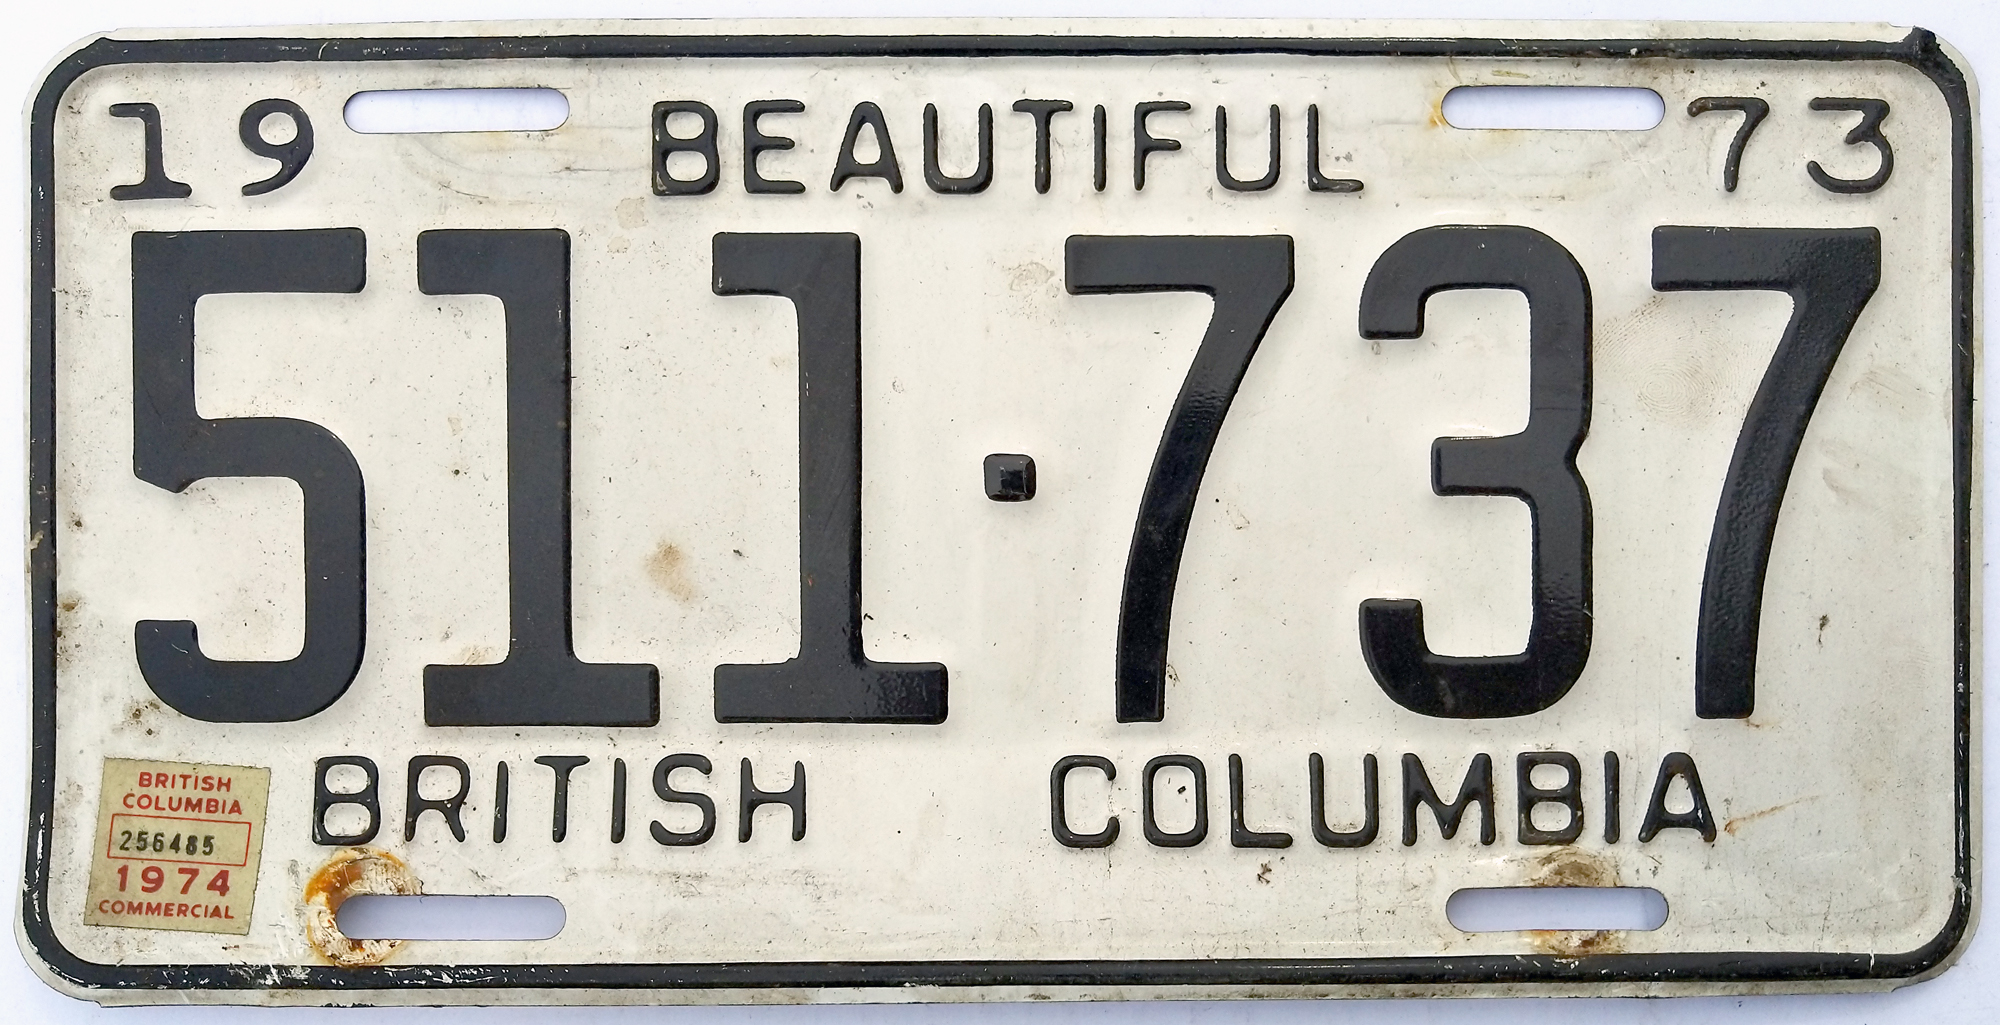 19 BEAUTIFUL 73
511·737
BRITISH COLUMBIA
BRITISH
COLUMBIA
256485
1974
COMMERCIAL